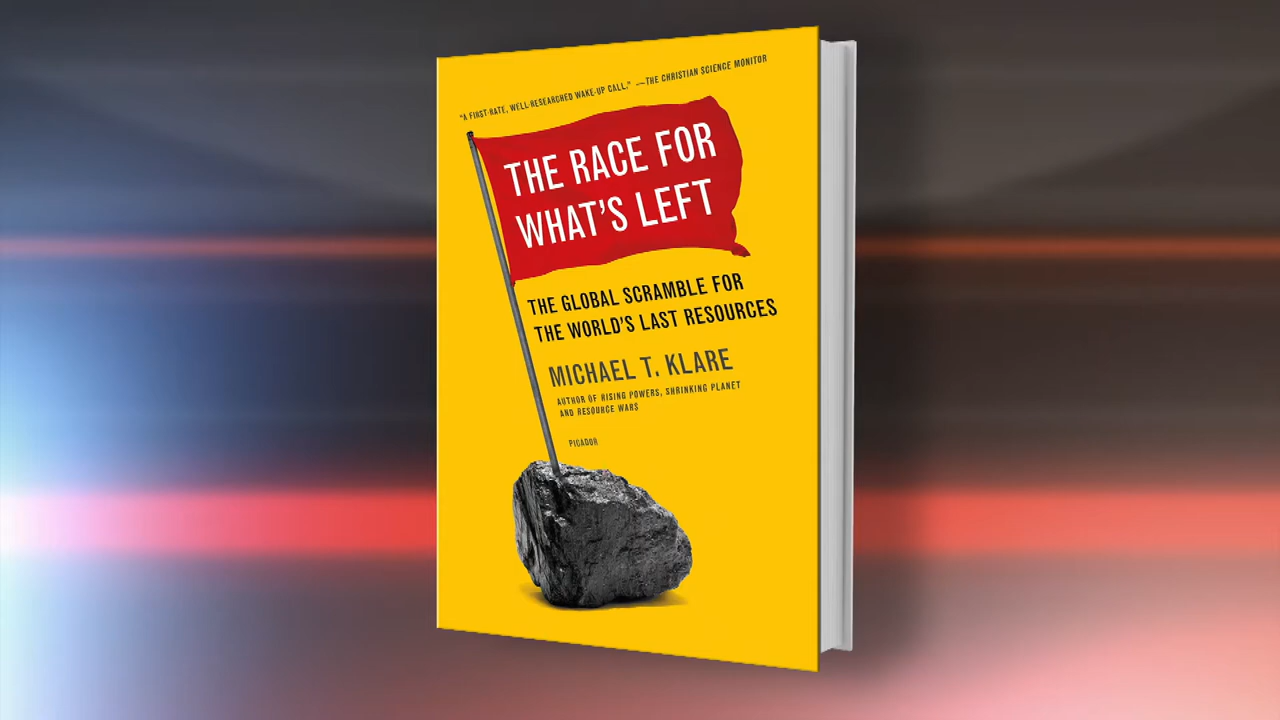 "A FIRST-RATE, WELL-RESEARCHED WAKE-UP CALL." —THE CHRISTIAN SCIENCE MONITOR
THE RACE FOR
WHAT'S LEFT
THE GLOBAL SCRAMBLE FOR
THE WORLD'S LAST RESOURCES
MICHAEL T. KLARE
AUTHOR OF RISING POWERS, SHRINKING PLANET
AND RESOURCE WARS
PICADOR